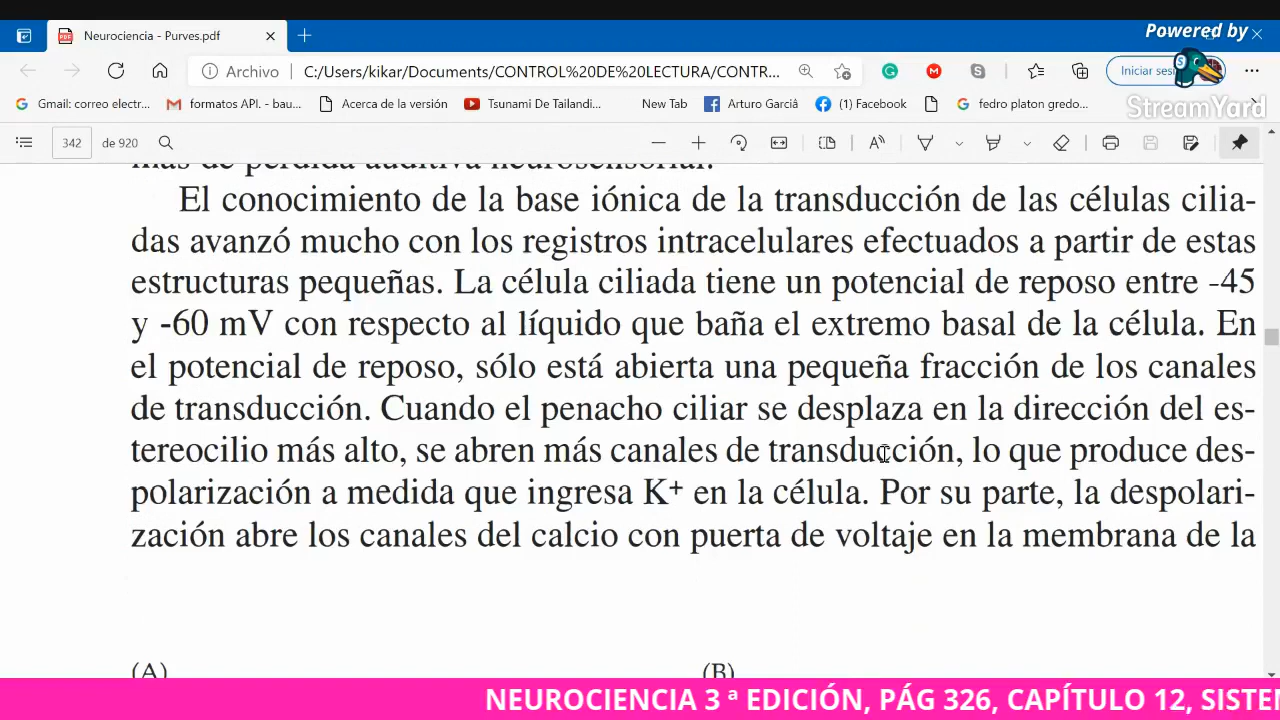 Powered by
Neurociencia - Purves.pdf
Archivo
C:/Users/kikar/Documents/CONTROL%20DE%20LECTURA/CONTR...
StreamYard
Gmail: correo electr...
formatos API. - bau...
Acerca de la versió
Tsunami De Tailandi...
New Tab
Arturo Garciâ
(1) Facebook
fedro platon gredo...
342
de 920
más de pérdida auditiva neurosensorial.
El conocimiento de la base iónica de la transducción de las células cilia-
das avanzó mucho con los registros intracelulares efectuados a partir de estas
estructuras pequeñas. La célula ciliada tiene un potencial de reposo entre -45
y -60 mV con respecto al líquido que baña el extremo basal de la célula. En
el potencial de reposo, sólo está abierta una pequeña fracción de los canales
de transducción. Cuando el penacho ciliar se desplaza en la dirección del es-
tereocilio más alto, se abren más canales de transducción, lo que produce des-
polarización a medida que ingresa K+ en la célula. Por su parte, la despolari-
zación abre los canales del calcio con puerta de voltaje en la membrana de la
(A)
(B)
NEUROCIENCIA 3 ª EDICIÓN, PÁG 326, CAPÍTULO 12, SISTE